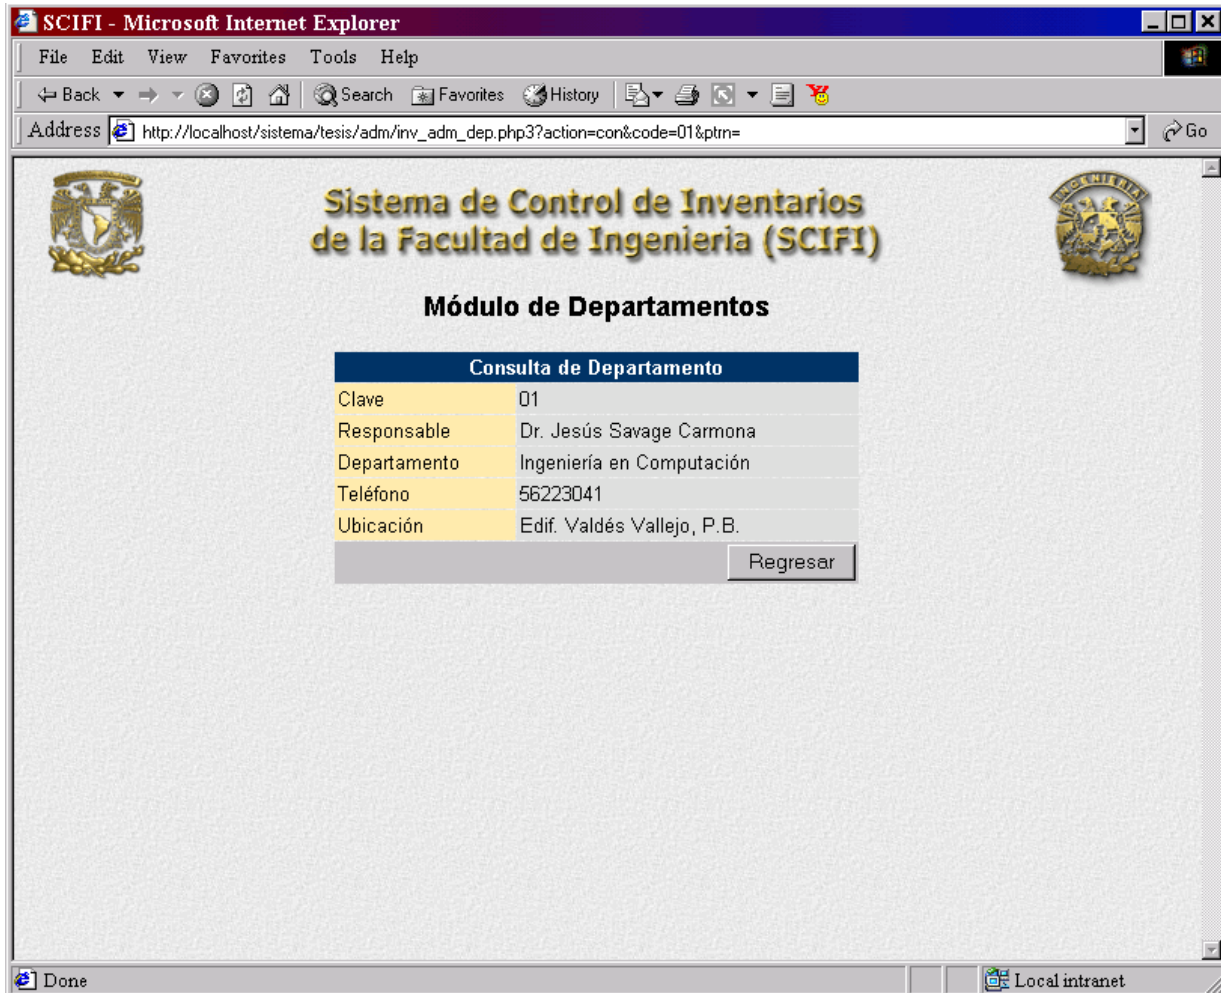 SCIFI - Microsoft Internet Explorer
File Edit View Favorites Tools Help
Back Search Favorites History
Address http://localhost/sistema/tesis/adm/inv_adm_dep.php3?action=con&code=01&ptrn= Go
INGENIERIA
Sistema de Control de Inventarios
de la Facultad de Ingenieria (SCIFI)
Módulo de Departamentos
Consulta de Departamento
Clave 01
Responsable Dr. Jesús Savage Carmona
Departamento Ingeniería en Computación
Teléfono 56223041
Ubicación Edif. Valdés Vallejo, P.B.
Regresar
Done Local intranet